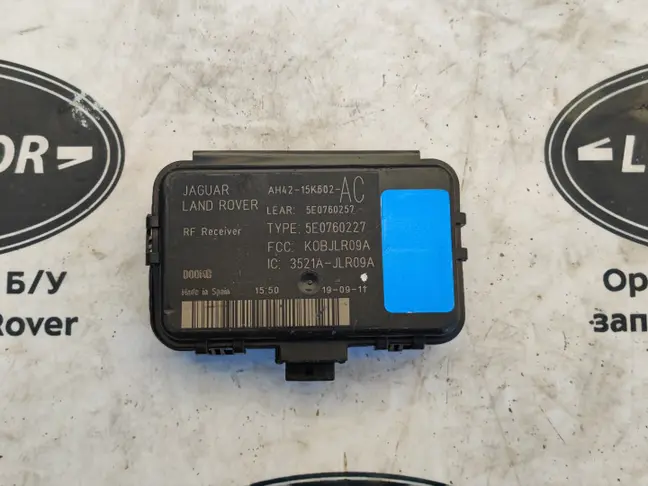 JAGUAR
LAND ROVER
AH42-15K602-AC
LEAR: 5E0760257
RF Receiver
TYPE: 5E0760227
FCC: KOBJLR09A
IC: 3521A-JLR09A
Made in Spain
15:50
19-09-11
OR>
Б/У
Rover
<L
Ор
зап